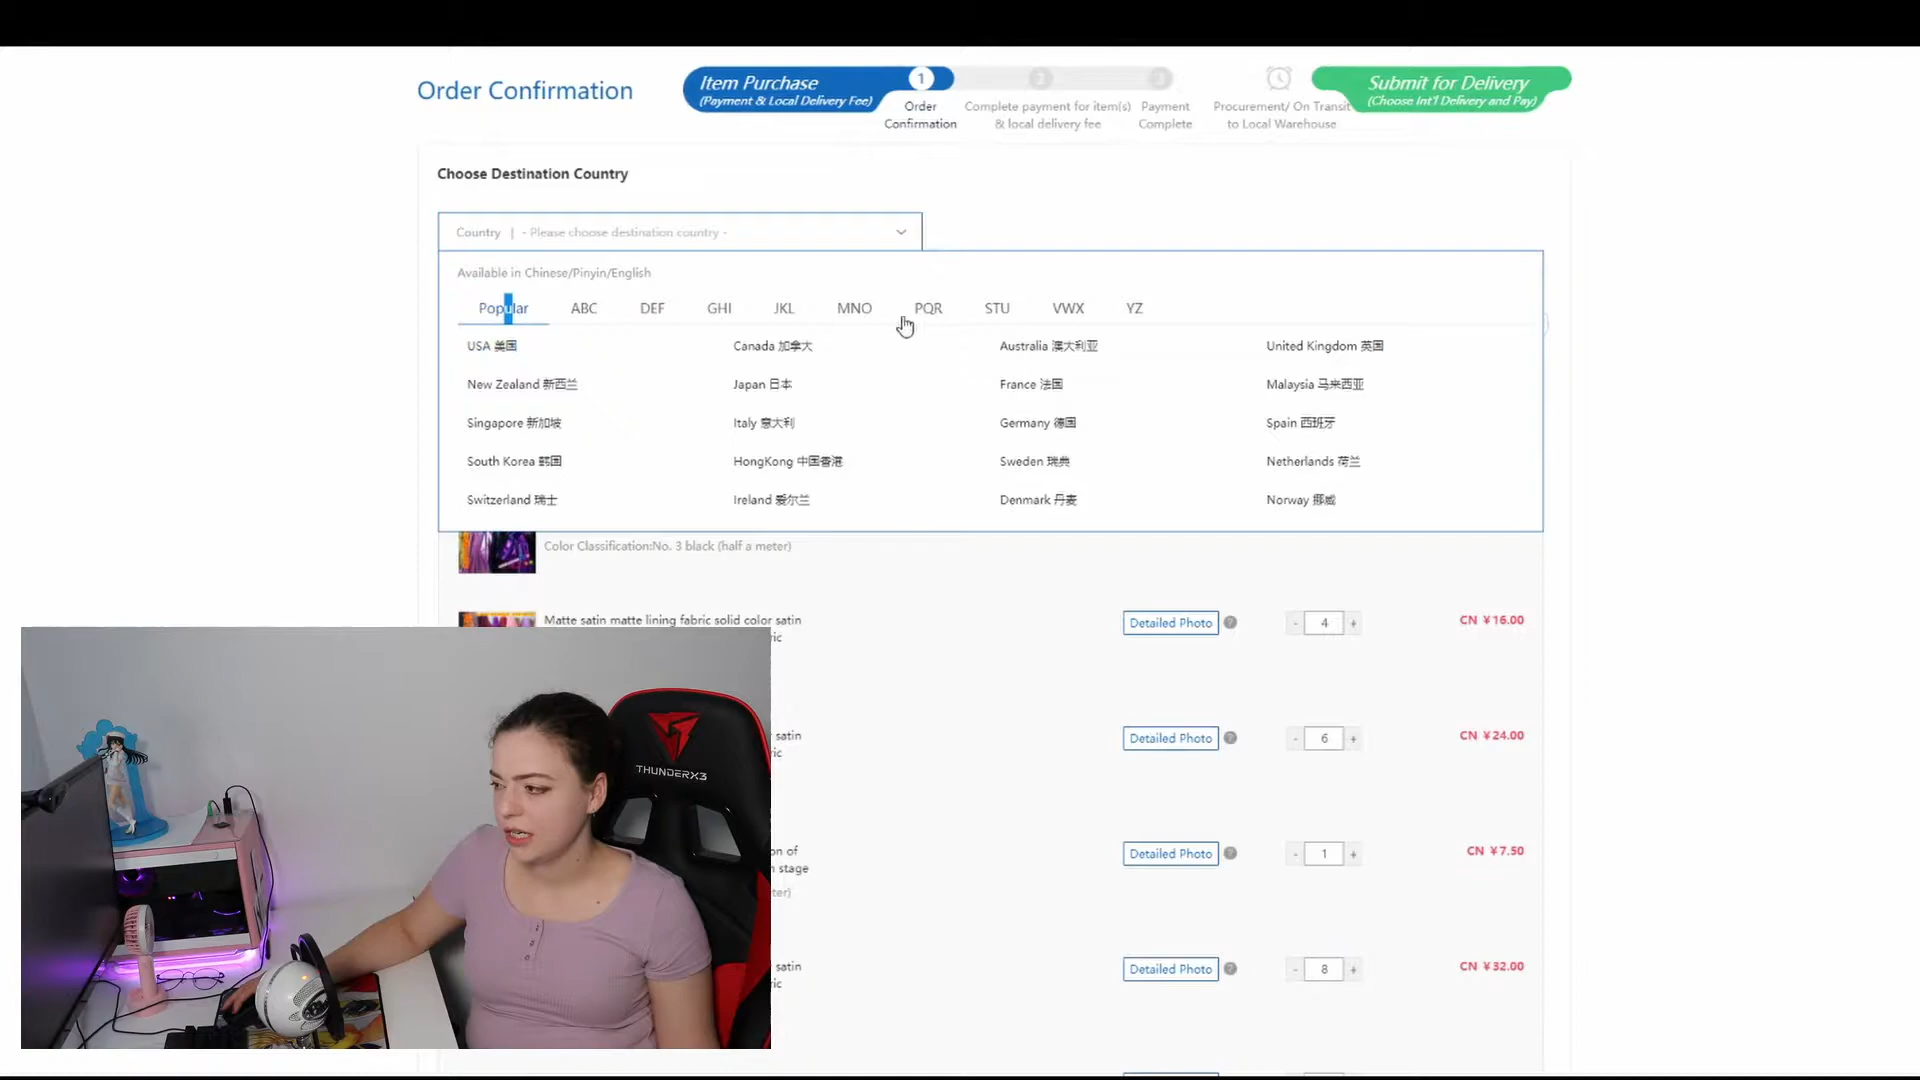 Order Confirmation
Item Purchase
(Payment & Local Delivery Fee)
1
Order
Confirmation
2
Complete payment for item(s)
& local delivery fee
3
Payment
Complete
Procurement/ On Transit
to Local Warehouse
Submit for Delivery
(Choose Int'l Delivery and Pay)
Choose Destination Country
Country | - Please choose destination country -
Available in Chinese/Pinyin/English
Popular ABC DEF GHI JKL MNO PQR STU VWX YZ
USA 美国 Canada 加拿大 Australia 澳大利亚 United Kingdom 英国
New Zealand 新西兰 Japan 日本 France 法国 Malaysia 马来西亚
Singapore 新加坡 Italy 意大利 Germany 德国 Spain 西班牙
South Korea 韩国 HongKong 中国香港 Sweden 瑞典 Netherlands 荷兰
Switzerland 瑞士 Ireland 爱尔兰 Denmark 丹麦 Norway 挪威
Color Classification:No. 3 black (half a meter)
Matte satin matte lining fabric solid color satin
ric
Detailed Photo ? - 4 + CN ¥16.00
satin
ric
Detailed Photo ? - 6 + CN ¥24.00
on of
n stage
ter)
Detailed Photo ? - 1 + CN ¥7.50
satin
ric
Detailed Photo ? - 8 + CN ¥32.00
THUNDERX3